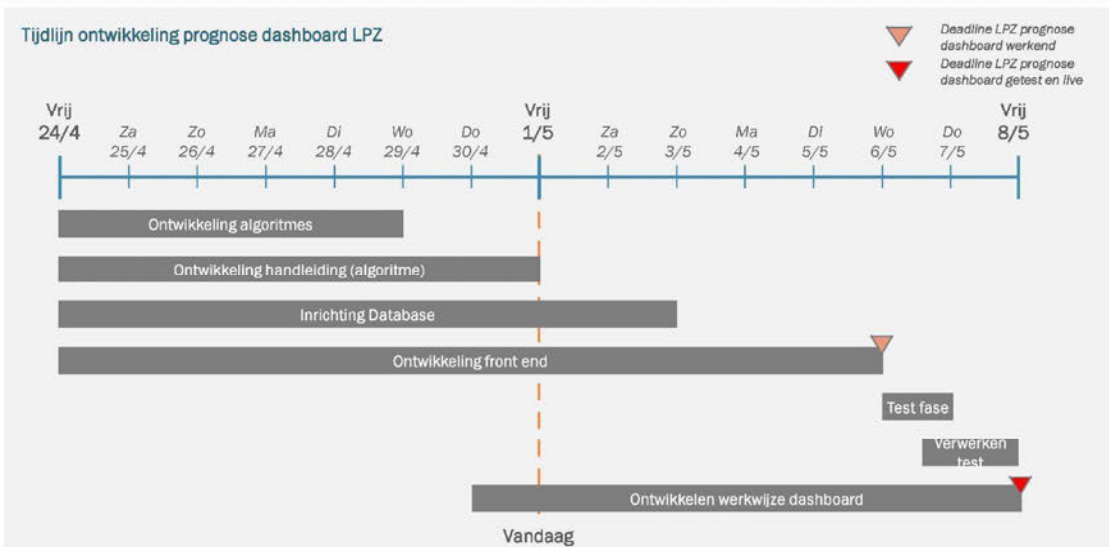 Tijdlijn ontwikkeling prognose dashboard LPZ
Deadline LPZ prognose
dashboard werkend
Deadline LPZ prognose
dashboard getest en live
Vrij
24/4
Za
25/4
Zo
26/4
Ma
27/4
Di
28/4
Wo
29/4
Do
30/4
Vrij
1/5
Za
2/5
Zo
3/5
Ma
4/5
Di
5/5
Wo
6/5
Do
7/5
Vrij
8/5
Ontwikkeling algoritmes
Ontwikkeling handleiding (algoritme)
Inrichting Database
Ontwikkeling front end
Test fase
Verwerken
test
Ontwikkelen werkwijze dashboard
Vandaag